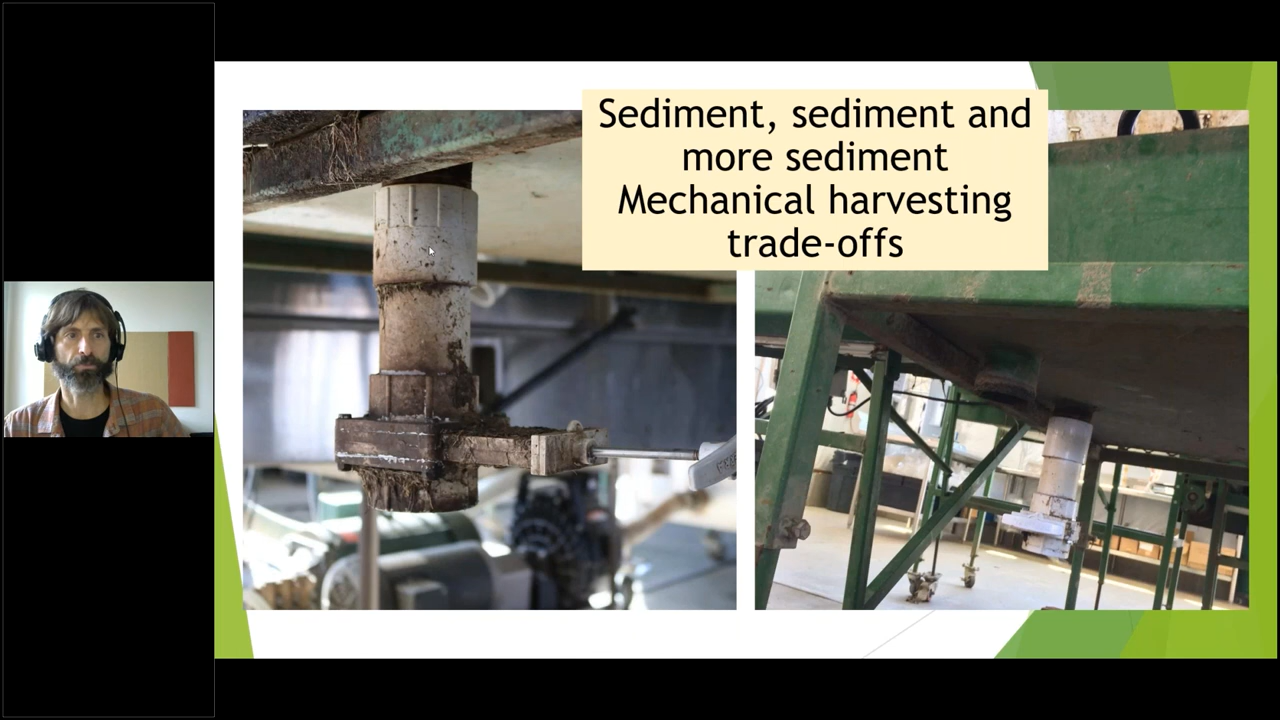 Sediment, sediment and
more sediment
Mechanical harvesting
trade-offs